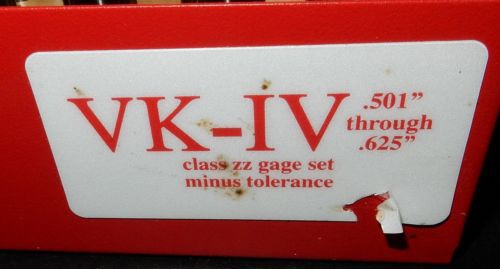 VK-IV
.501"
through
.625"
class zz gage set
minus tolerance